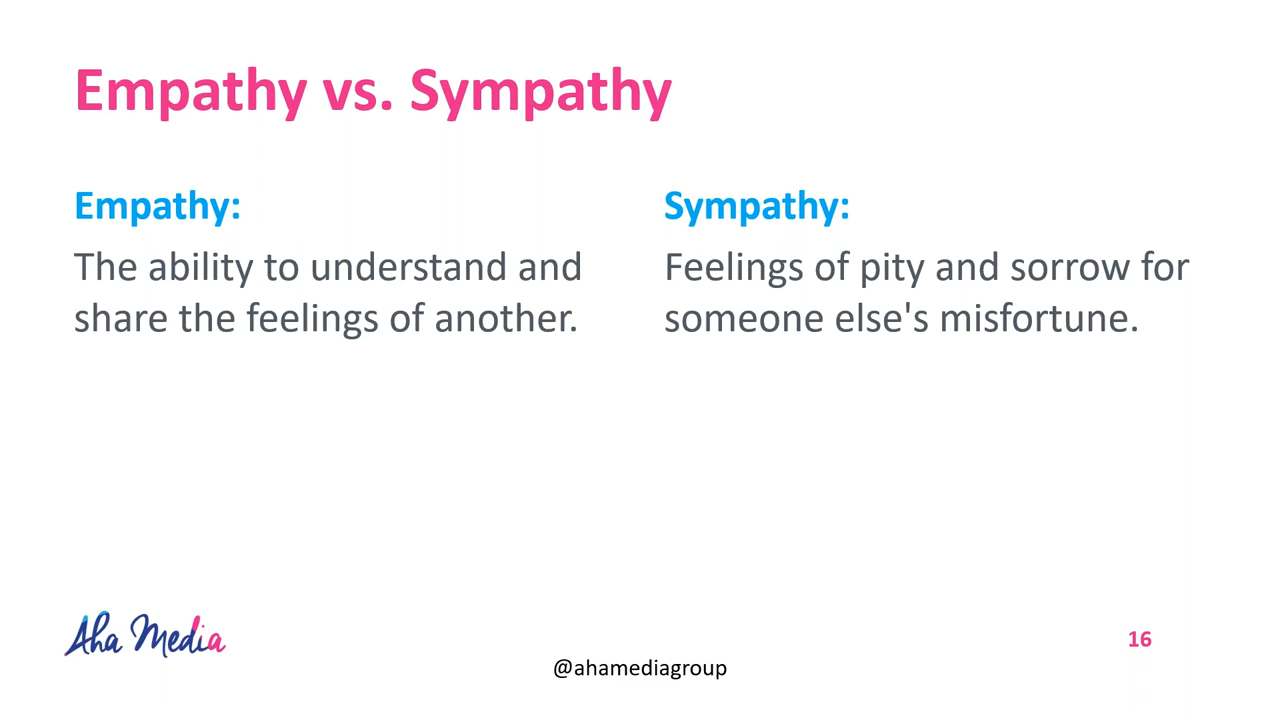 Empathy vs. Sympathy
Empathy:
The ability to understand and
share the feelings of another.
Sympathy:
Feelings of pity and sorrow for
someone else's misfortune.
Aha Media
16
@ahamediagroup